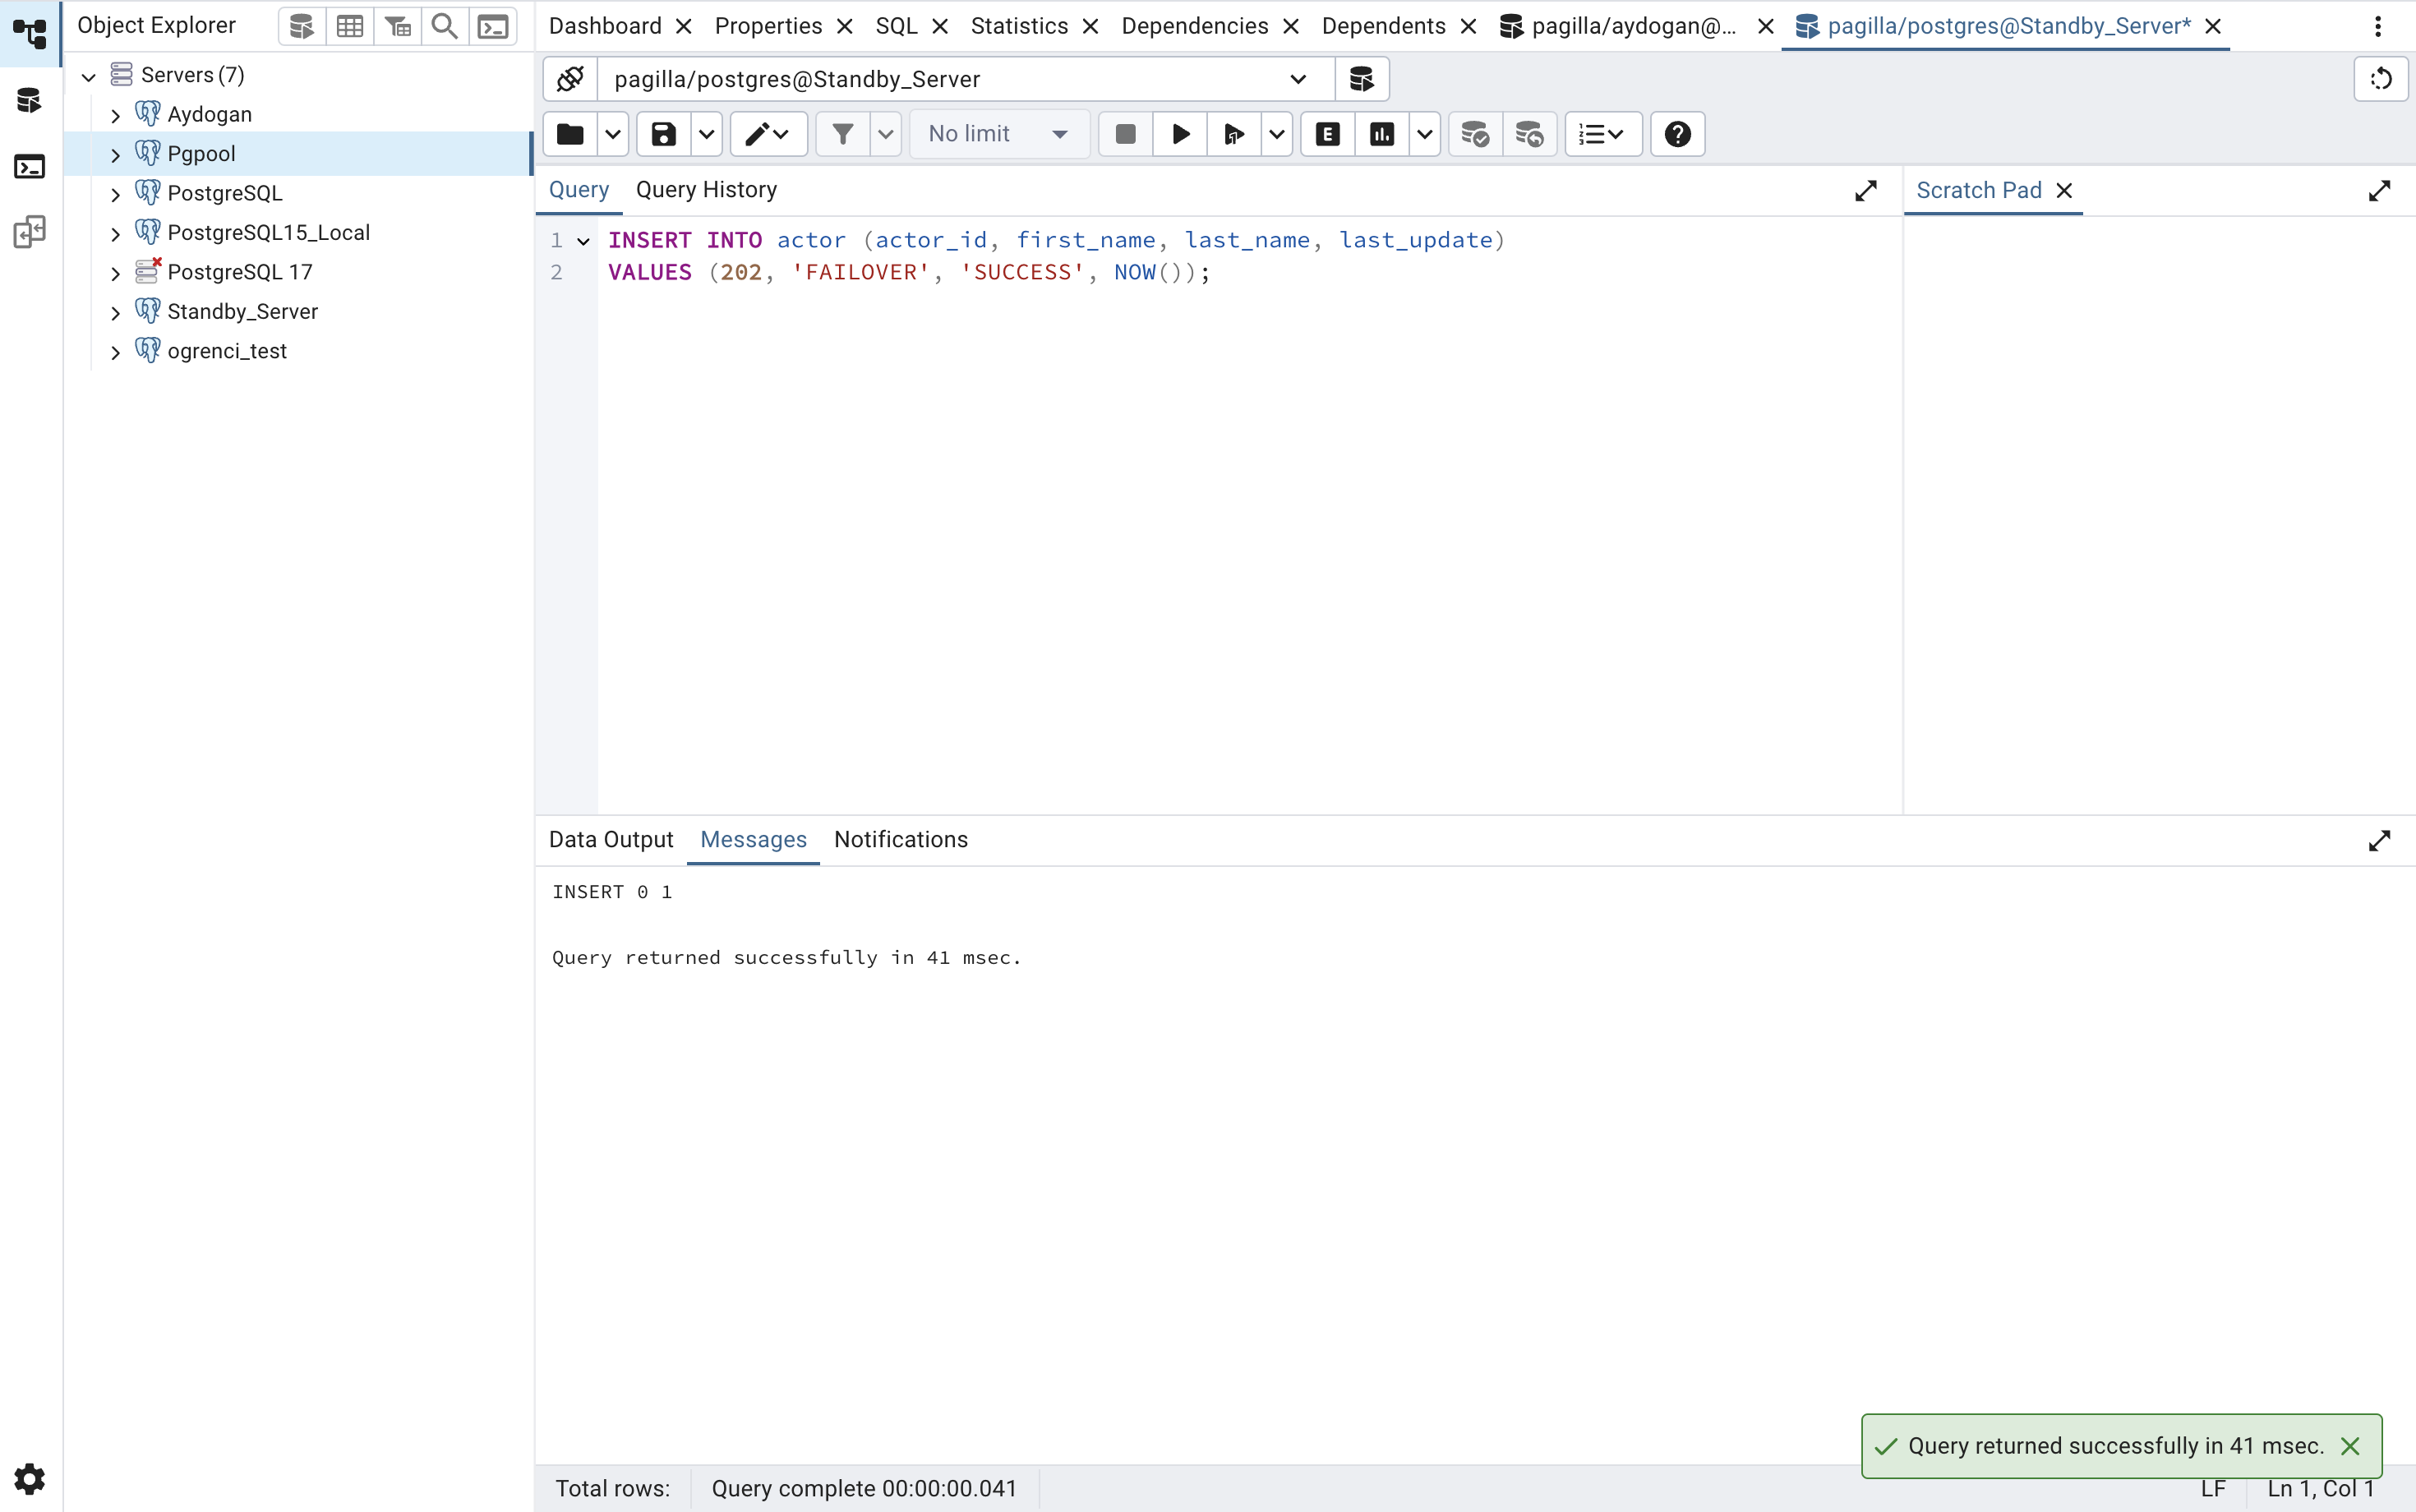 Object Explorer
Servers (7)
Aydogan
Pgpool
PostgreSQL
PostgreSQL15_Local
PostgreSQL 17
Standby_Server
ogrenci_test
Dashboard Properties SQL Statistics Dependencies Dependents pagilla/aydogan@... pagilla/postgres@Standby_Server*
pagilla/postgres@Standby_Server
No limit E
Query Query History
Scratch Pad
1 INSERT INTO actor (actor_id, first_name, last_name, last_update)
2 VALUES (202, 'FAILOVER', 'SUCCESS', NOW());
Data Output Messages Notifications
INSERT 0 1
Query returned successfully in 41 msec.
Query returned successfully in 41 msec.
Total rows: Query complete 00:00:00.041 LF Ln 1, Col 1